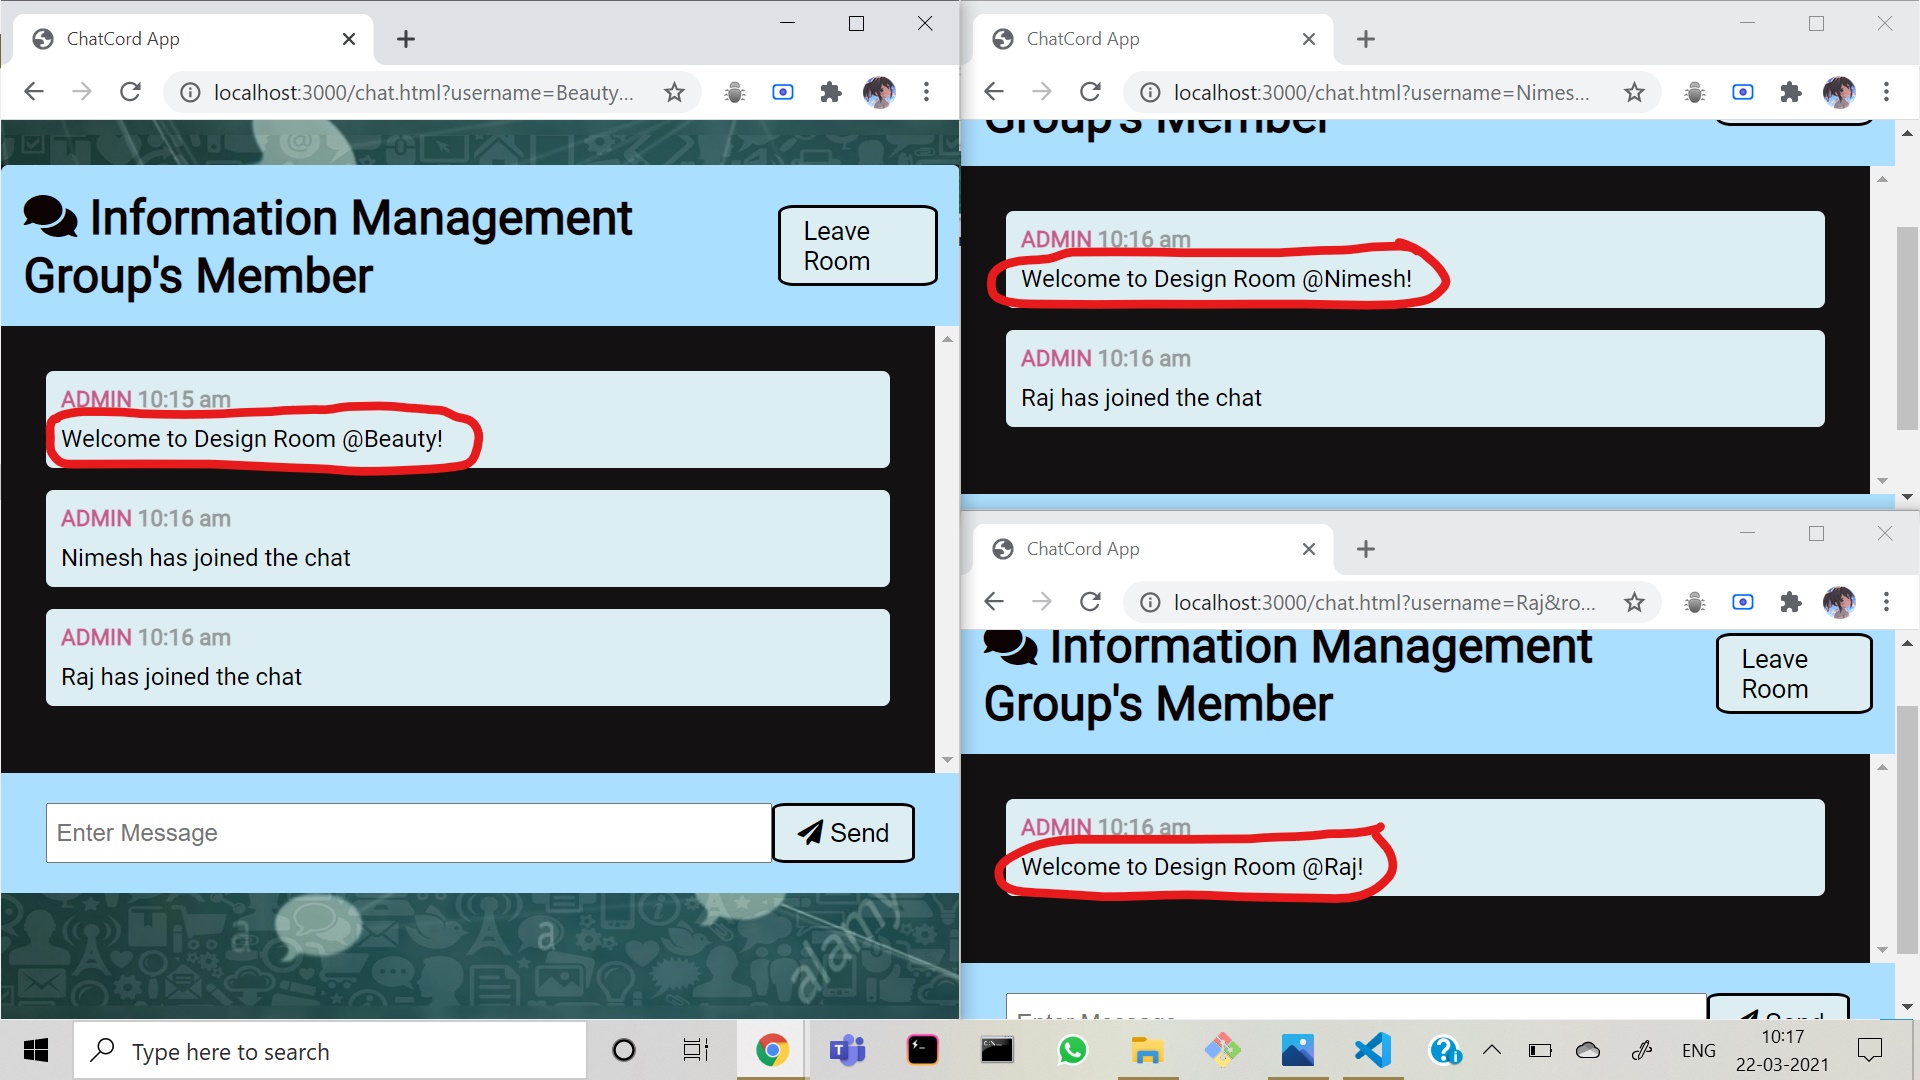 ChatCord App
localhost:3000/chat.html?username=Beauty...
Information Management
Group's Member
Leave
Room
ADMIN 10:15 am
Welcome to Design Room @Beauty!
ADMIN 10:16 am
Nimesh has joined the chat
ADMIN 10:16 am
Raj has joined the chat
Enter Message
Send
a
a
alamy
ChatCord App
localhost:3000/chat.html?username=Nimes...
Group's Member
ADMIN 10:16 am
Welcome to Design Room @Nimesh!
ADMIN 10:16 am
Raj has joined the chat
ChatCord App
localhost:3000/chat.html?username=Raj&ro...
Information Management
Group's Member
Leave
Room
ADMIN 10:16 am
Welcome to Design Room @Raj!
Enter Message
Send
Type here to search
ENG
10:17
22-03-2021